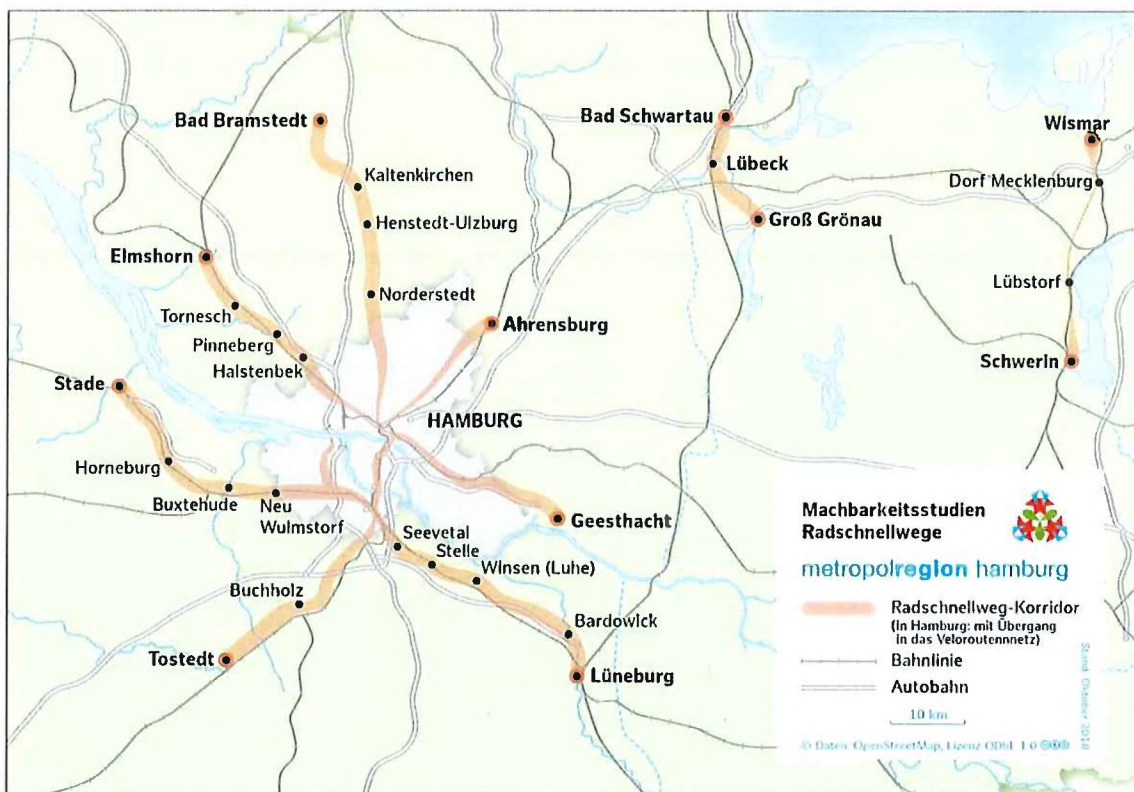 Bad Bramstedt
Bad Schwartau
Wismar
Kaltenkirchen
Lübeck
Dorf Mecklenburg
Henstedt-Ulzburg
Groß Grönau
Elmshorn
Lübstorf
Norderstedt
Tornesch
Ahrensburg
Pinneberg
Halstenbek
Schwerin
Stade
HAMBURG
Horneburg
Buxtehude
Neu
Wulmstorf
Geesthacht
Seevetal
Stelle
Winsen (Luhe)
Buchholz
Bardowick
Tostedt
Lüneburg
Machbarkeitsstudien
Radschnellwege
metropolregion hamburg
Radschnellweg-Korridor
(in Hamburg: mit Übergang
in das Veloroutennnetz)
Bahnlinie
Autobahn
10 km
© Daten: OpenStreetMap, Lizenz ODbL 1.0
Stand: Oktober 2018